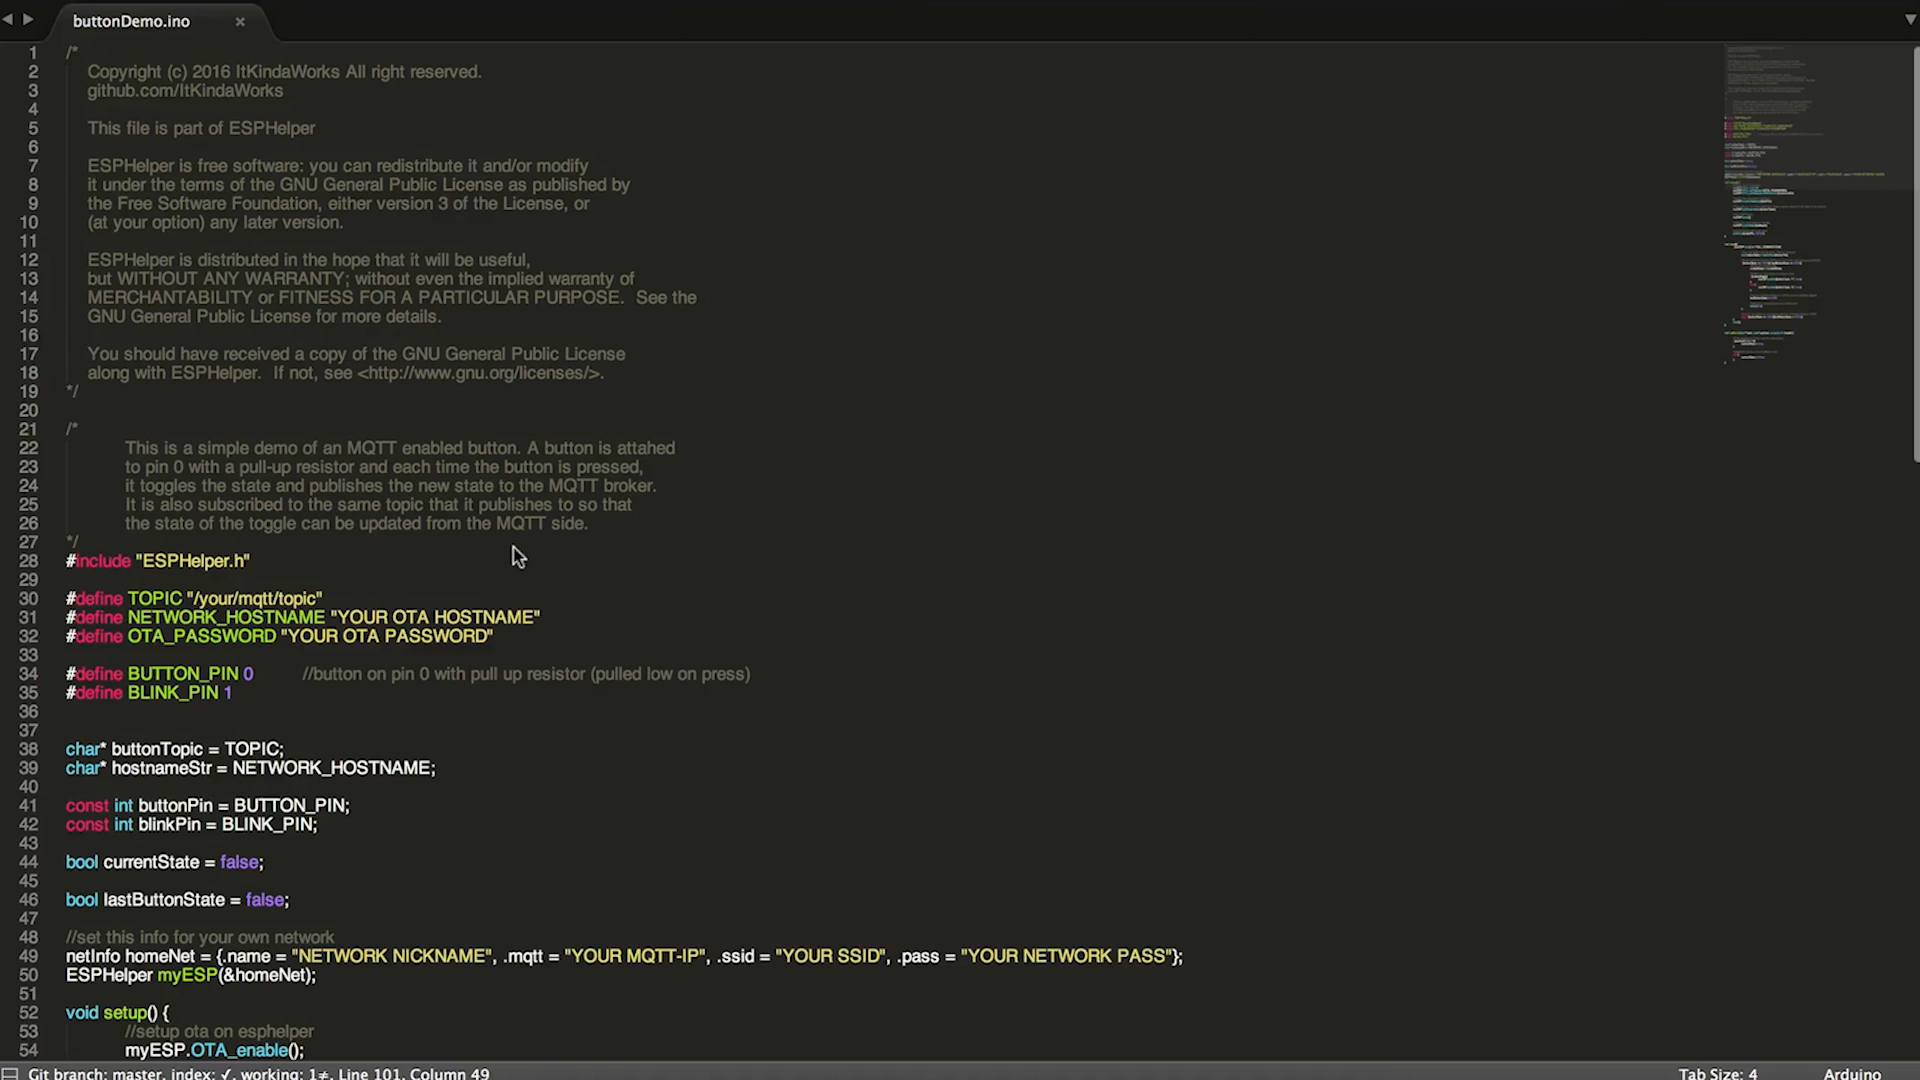 buttonDemo.ino ×
1 /*
2 Copyright (c) 2016 ItKindaWorks All right reserved.
3 github.com/ItKindaWorks
4
5 This file is part of ESPHelper
6
7 ESPHelper is free software: you can redistribute it and/or modify
8 it under the terms of the GNU General Public License as published by
9 the Free Software Foundation, either version 3 of the License, or
10 (at your option) any later version.
11
12 ESPHelper is distributed in the hope that it will be useful,
13 but WITHOUT ANY WARRANTY; without even the implied warranty of
14 MERCHANTABILITY or FITNESS FOR A PARTICULAR PURPOSE.  See the
15 GNU General Public License for more details.
16
17 You should have received a copy of the GNU General Public License
18 along with ESPHelper.  If not, see <http://www.gnu.org/licenses/>.
19 */
20
21 /*
22 This is a simple demo of an MQTT enabled button. A button is attahed
23 to pin 0 with a pull-up resistor and each time the button is pressed,
24 it toggles the state and publishes the new state to the MQTT broker.
25 It is also subscribed to the same topic that it publishes to so that
26 the state of the toggle can be updated from the MQTT side.
27 */
28 #include "ESPHelper.h"
29
30 #define TOPIC "/your/mqtt/topic"
31 #define NETWORK_HOSTNAME "YOUR OTA HOSTNAME"
32 #define OTA_PASSWORD "YOUR OTA PASSWORD"
33
34 #define BUTTON_PIN 0 //button on pin 0 with pull up resistor (pulled low on press)
35 #define BLINK_PIN 1
36
37
38 char* buttonTopic = TOPIC;
39 char* hostnameStr = NETWORK_HOSTNAME;
40
41 const int buttonPin = BUTTON_PIN;
42 const int blinkPin = BLINK_PIN;
43
44 bool currentState = false;
45
46 bool lastButtonState = false;
47
48 //set this info for your own network
49 netInfo homeNet = {.name = "NETWORK NICKNAME", .mqtt = "YOUR MQTT-IP", .ssid = "YOUR SSID", .pass = "YOUR NETWORK PASS"};
50 ESPHelper myESP(&homeNet);
51
52 void setup() {
53 //setup ota on esphelper
54 myESP.OTA_enable();
Git branch: master, index: ✓, working: 1≠, Line 101, Column 49 Tab Size: 4 Arduino